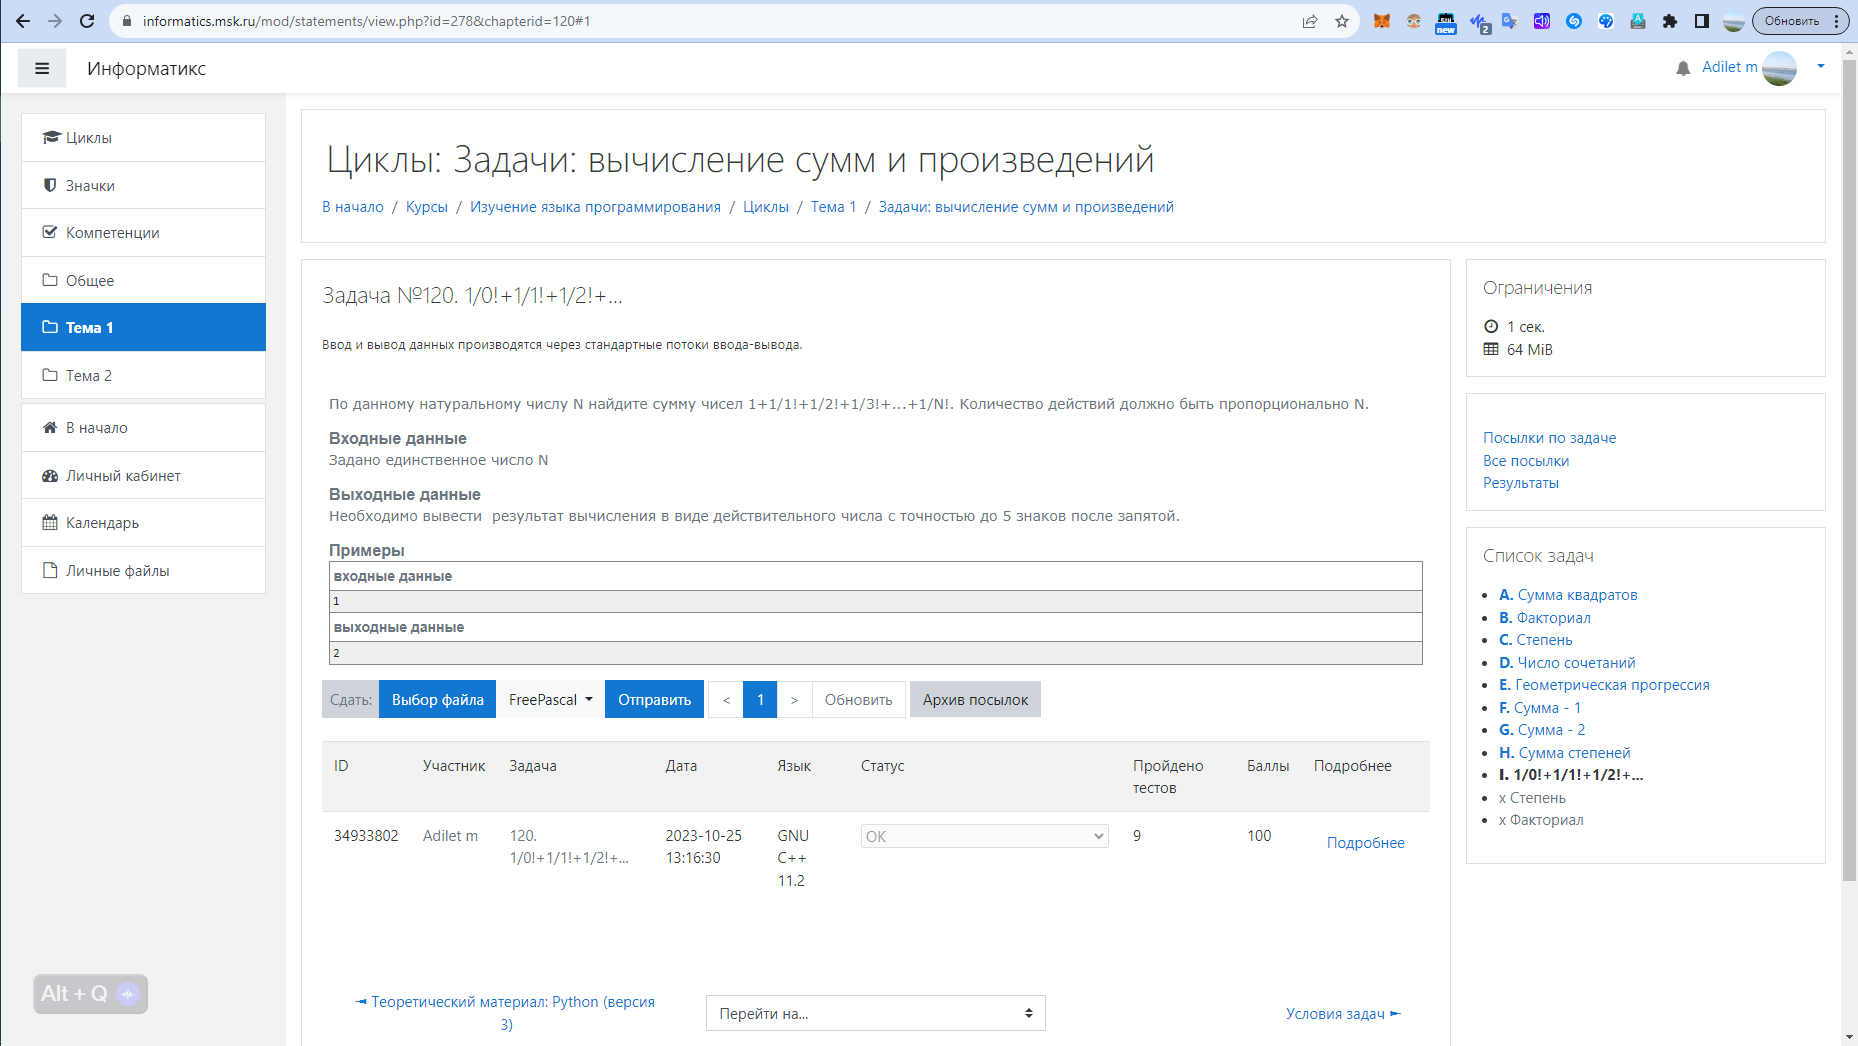 informatics.msk.ru/mod/statements/view.php?id=278&chapterid=120#1
new
2
Обновить
Информатикс
Adilet m
Циклы
Значки
Компетенции
Общее
Тема 1
Тема 2
В начало
Личный кабинет
Календарь
Личные файлы
Alt + Q
Циклы: Задачи: вычисление сумм и произведений
В начало / Курсы / Изучение языка программирования / Циклы / Тема 1 / Задачи: вычисление сумм и произведений
Задача №120. 1/0!+1/1!+1/2!+...
Ввод и вывод данных производятся через стандартные потоки ввода-вывода.
По данному натуральному числу N найдите сумму чисел 1+1/1!+1/2!+1/3!+...+1/N!. Количество действий должно быть пропорционально N.
Входные данные
Задано единственное число N
Выходные данные
Необходимо вывести результат вычисления в виде действительного числа с точностью до 5 знаков после запятой.
Примеры
входные данные
1
выходные данные
2
Сдать: Выбор файла FreePascal Отправить < 1 > Обновить Архив посылок
ID Участник Задача Дата Язык Статус Пройдено тестов Баллы Подробнее
34933802 Adilet m 120. 1/0!+1/1!+1/2!+... 2023-10-25 13:16:30 GNU C++ 11.2 OK 9 100 Подробнее
◄ Теоретический материал: Python (версия 3)
Перейти на...
Условия задач ►
Ограничения
1 сек.
64 MiB
Посылки по задаче
Все посылки
Результаты
Список задач
A. Сумма квадратов
B. Факториал
C. Степень
D. Число сочетаний
E. Геометрическая прогрессия
F. Сумма - 1
G. Сумма - 2
H. Сумма степеней
I. 1/0!+1/1!+1/2!+...
x Степень
x Факториал